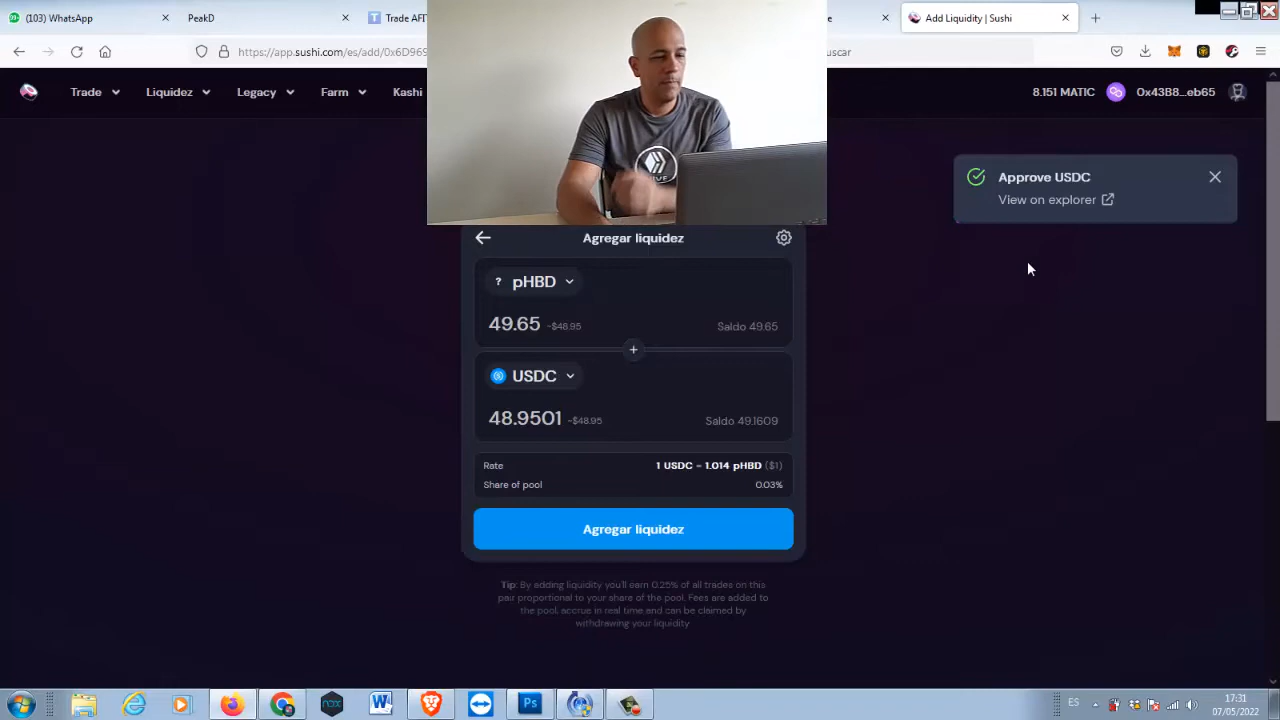 (103) WhatsApp
PeakD
Trade AFI
Add Liquidity | Sushi
https://app.sushi.com/es/add/0x6D969
uscar
Trade
Liquidez
Legacy
Farm
Kashi
8.151 MATIC
0x43B8...eb65
Approve USDC
View on explorer
HIVE
Agregar liquidez
? pHBD
49.65 ~$48.95
Saldo 49.65
+
USDC
48.9501 ~$48.95
Saldo 49.1609
Rate
1 USDC = 1.014 pHBD ($1)
Share of pool
0.03%
Agregar liquidez
Tip: By adding liquidity you'll earn 0.25% of all trades on this
pair proportional to your share of the pool. Fees are added to
the pool, accrue in real time and can be claimed by
withdrawing your liquidity
nox
W
Ps
ES
17:31
07/05/2022